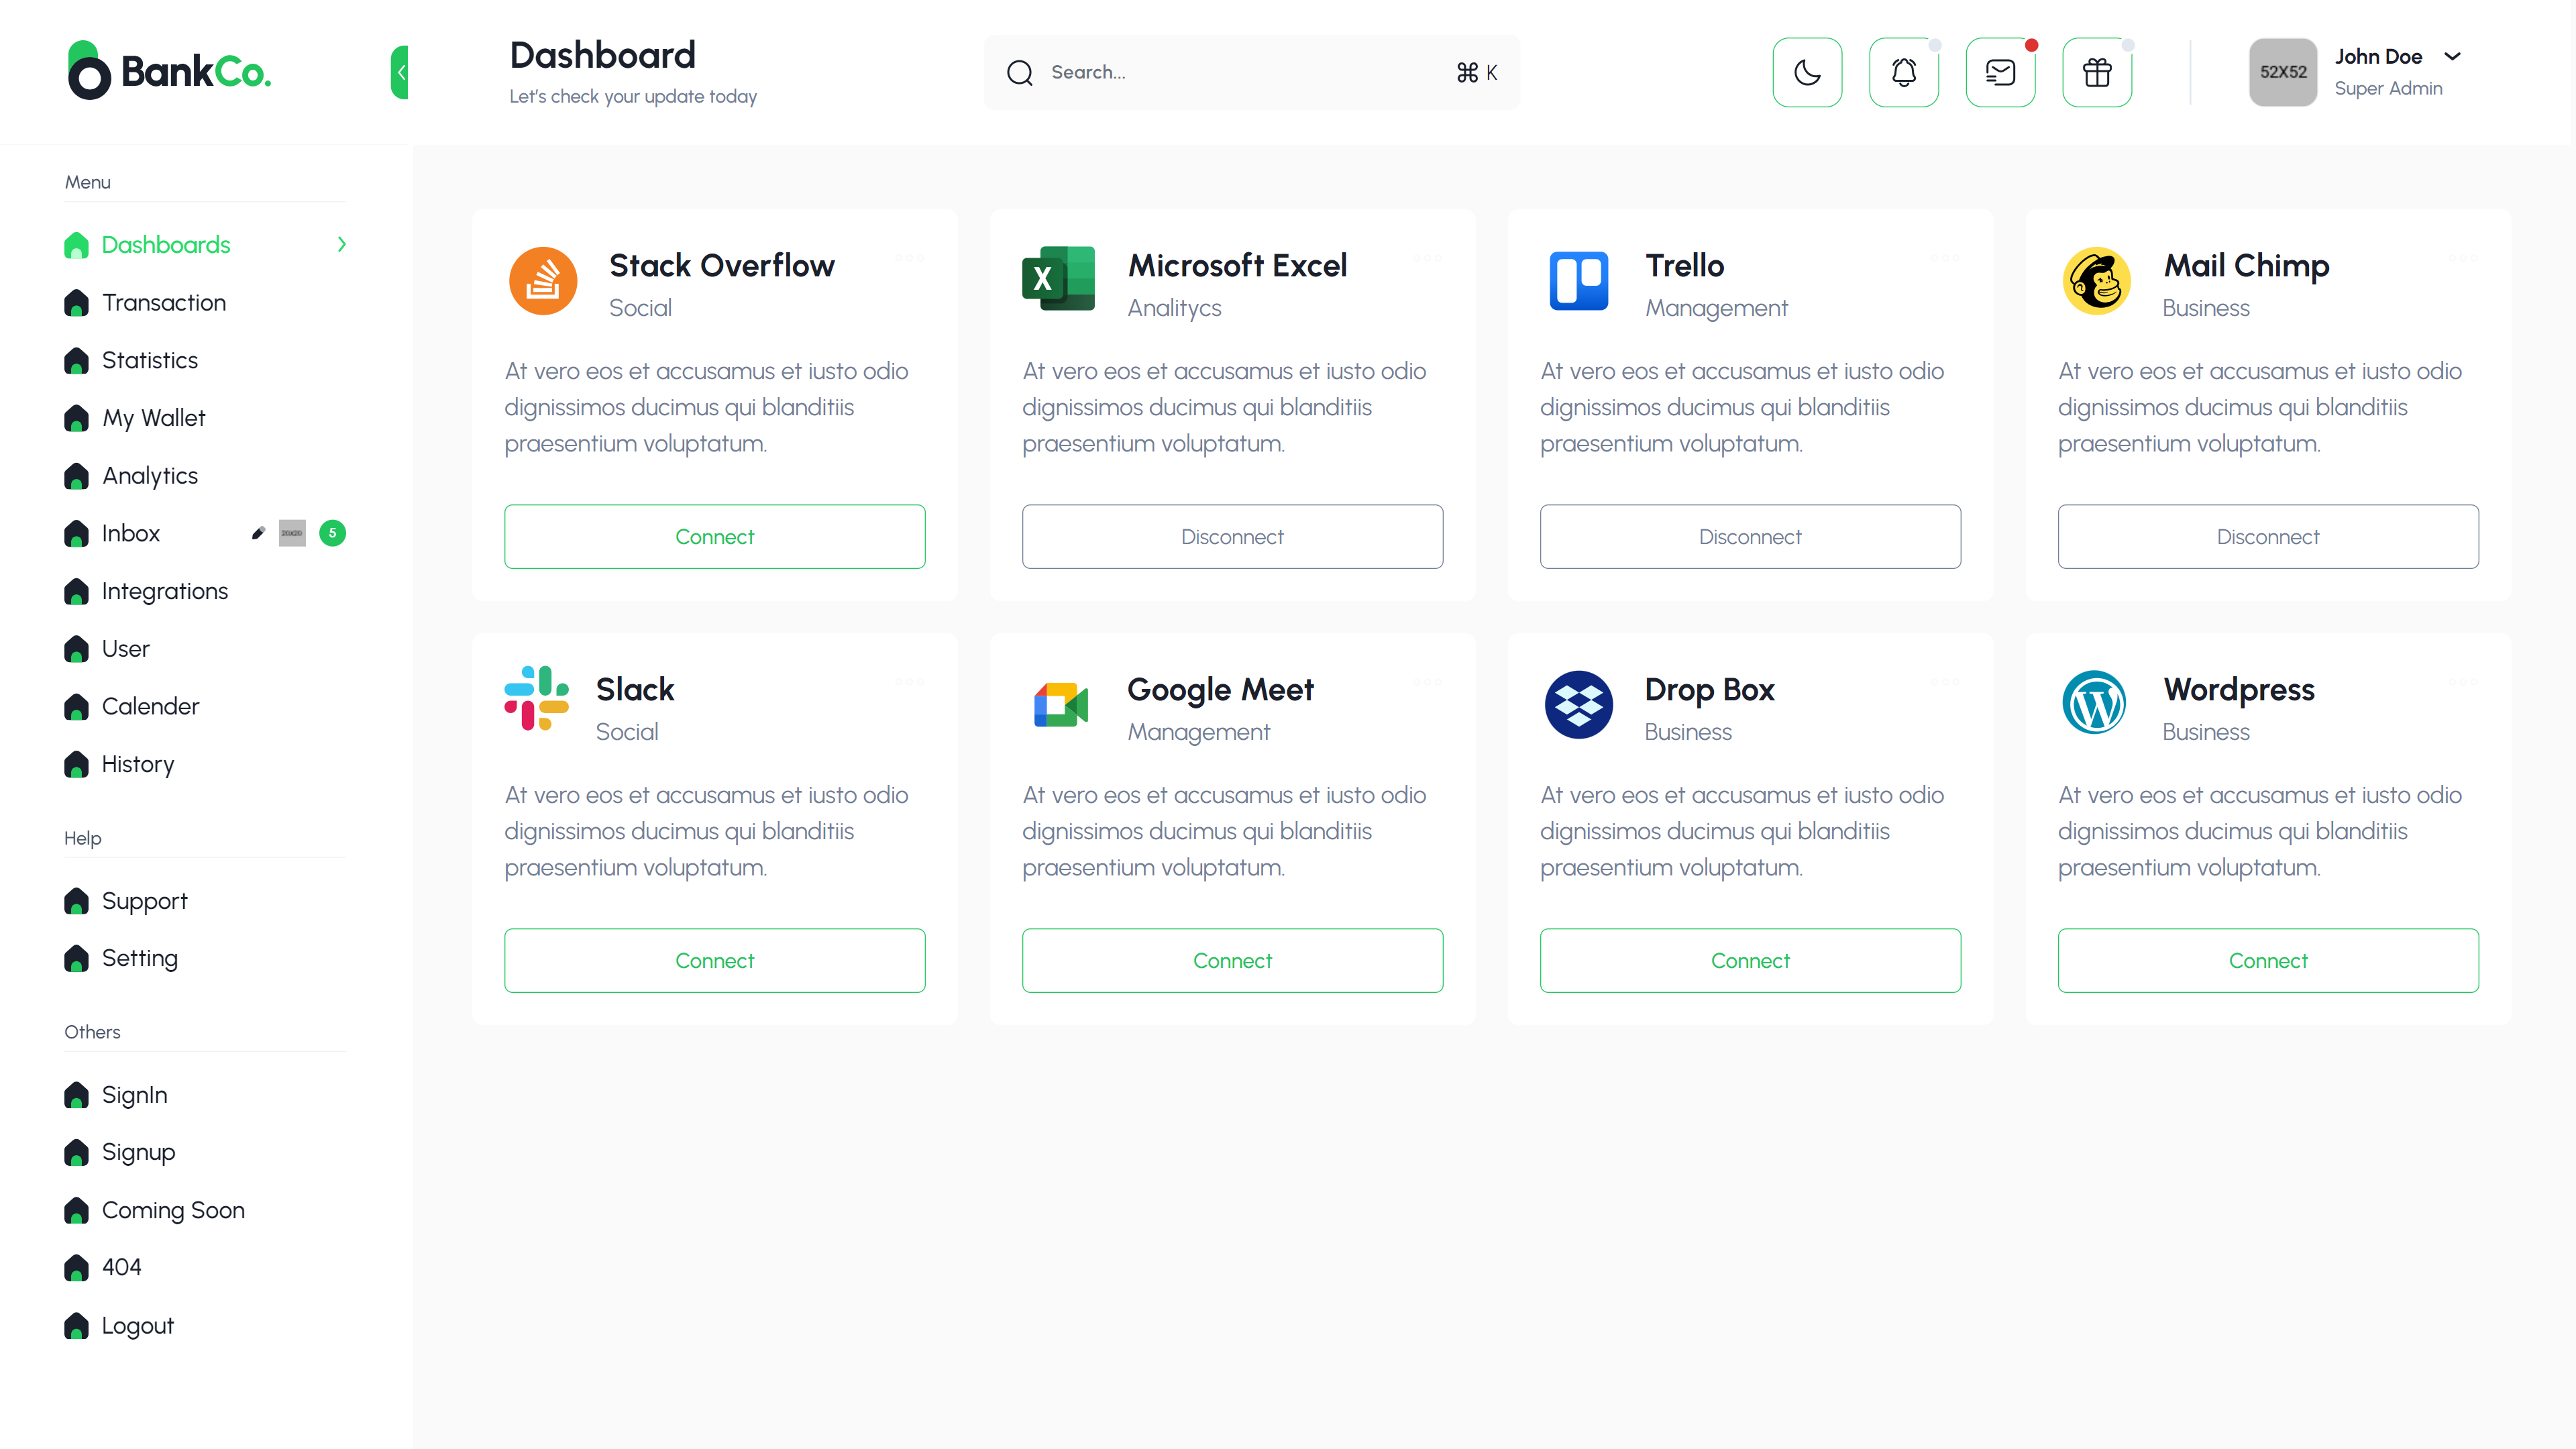 BankCo.
Dashboard
Let's check your update today
Search...
⌘ K
52X52
John Doe
Super Admin
Menu
Dashboards
Transaction
Statistics
My Wallet
Analytics
Inbox
5
Integrations
User
Calender
History
Help
Support
Setting
Others
SignIn
Signup
Coming Soon
404
Logout
Stack Overflow
Social
At vero eos et accusamus et iusto odio
dignissimos ducimus qui blanditiis
praesentium voluptatum.
Connect
Microsoft Excel
Analitycs
At vero eos et accusamus et iusto odio
dignissimos ducimus qui blanditiis
praesentium voluptatum.
Disconnect
Trello
Management
At vero eos et accusamus et iusto odio
dignissimos ducimus qui blanditiis
praesentium voluptatum.
Disconnect
Mail Chimp
Business
At vero eos et accusamus et iusto odio
dignissimos ducimus qui blanditiis
praesentium voluptatum.
Disconnect
Slack
Social
At vero eos et accusamus et iusto odio
dignissimos ducimus qui blanditiis
praesentium voluptatum.
Connect
Google Meet
Management
At vero eos et accusamus et iusto odio
dignissimos ducimus qui blanditiis
praesentium voluptatum.
Connect
Drop Box
Business
At vero eos et accusamus et iusto odio
dignissimos ducimus qui blanditiis
praesentium voluptatum.
Connect
Wordpress
Business
At vero eos et accusamus et iusto odio
dignissimos ducimus qui blanditiis
praesentium voluptatum.
Connect